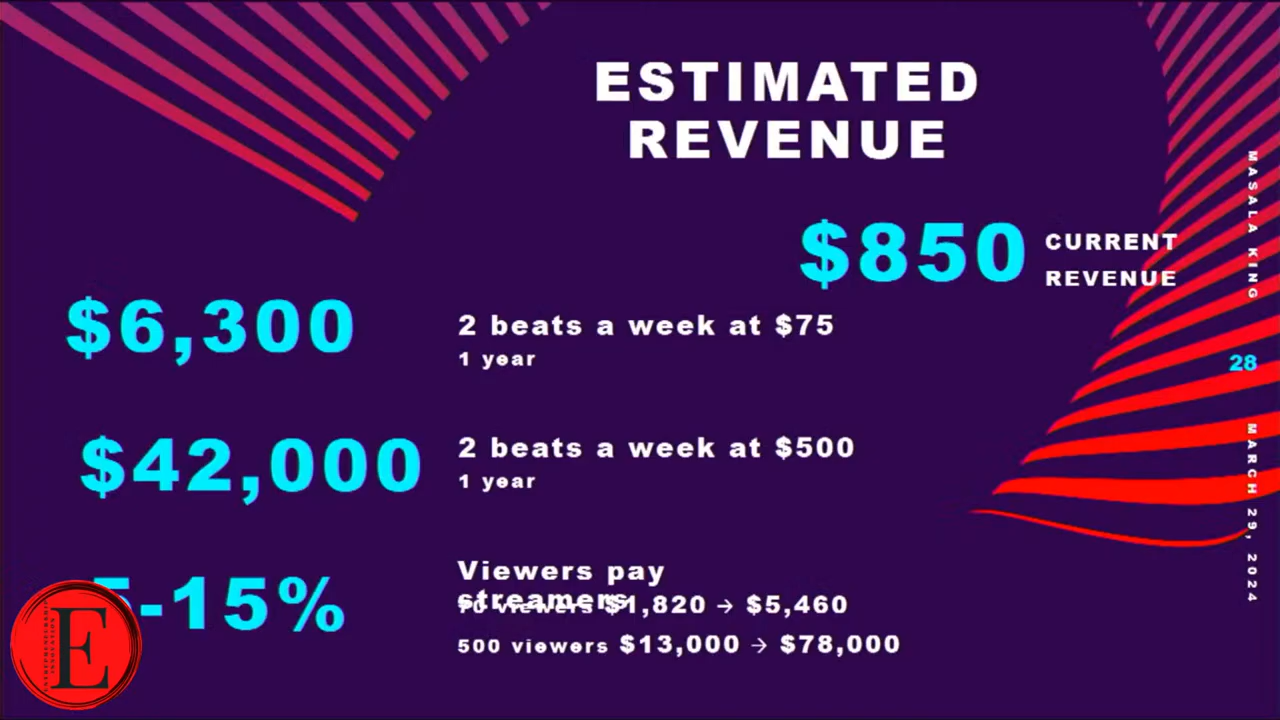 ESTIMATED
REVENUE
$850 CURRENT
REVENUE
$6,300 2 beats a week at $75
1 year
$42,000 2 beats a week at $500
1 year
-15% Viewers pay
streamers
viewers $1,820 → $5,460
500 viewers $13,000 → $78,000
MASALA KING
28
MARCH 29, 2024
E